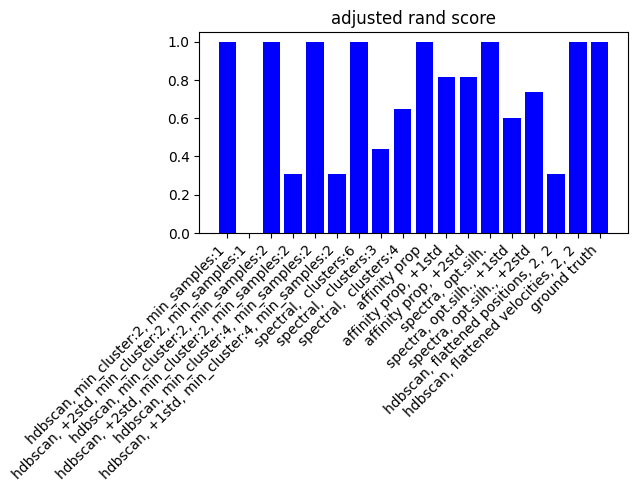 adjusted rand score
1.0
0.8
0.6
0.4
0.2
0.0
hdbscan, min_cluster:2, min_samples:1
hdbscan, +2std, min_cluster:2, min_samples:1
hdbscan, min_cluster:2, min_samples:2
hdbscan, +2std, min_cluster:2, min_samples:2
hdbscan, min_cluster:4, min_samples:2
hdbscan, +1std, min_cluster:4, min_samples:2
spectral,  clusters:6
spectral,  clusters:3
spectral,  clusters:4
affinity prop
affinity prop, +1std
affinity prop, +2std
spectra, opt.silh.
spectra, opt.silh., +1std
spectra, opt.silh., +2std
hdbscan, flattened positions, 2, 2
hdbscan, flattened velocities, 2, 2
ground truth